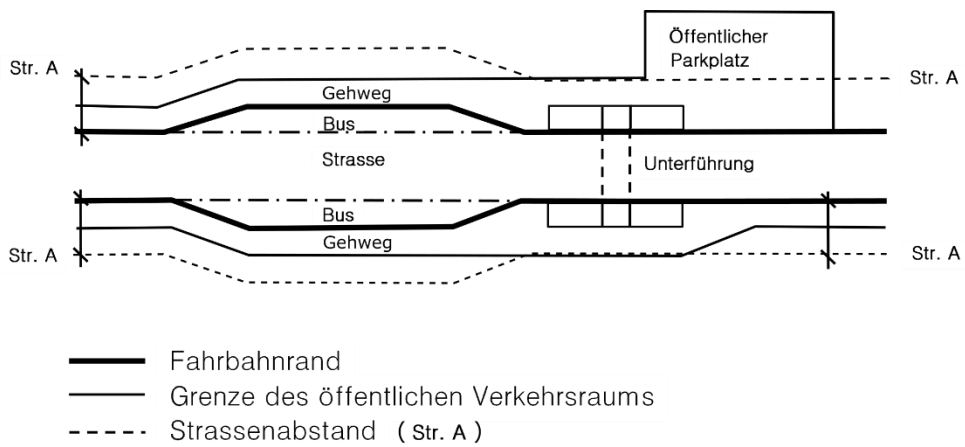 Öffentlicher
Parkplatz
Str. A
Str. A
Gehweg
Bus
Strasse
Unterführung
Bus
Gehweg
Str. A
Str. A
Fahrbahnrand
Grenze des öffentlichen Verkehrsraums
Strassenabstand ( Str. A )